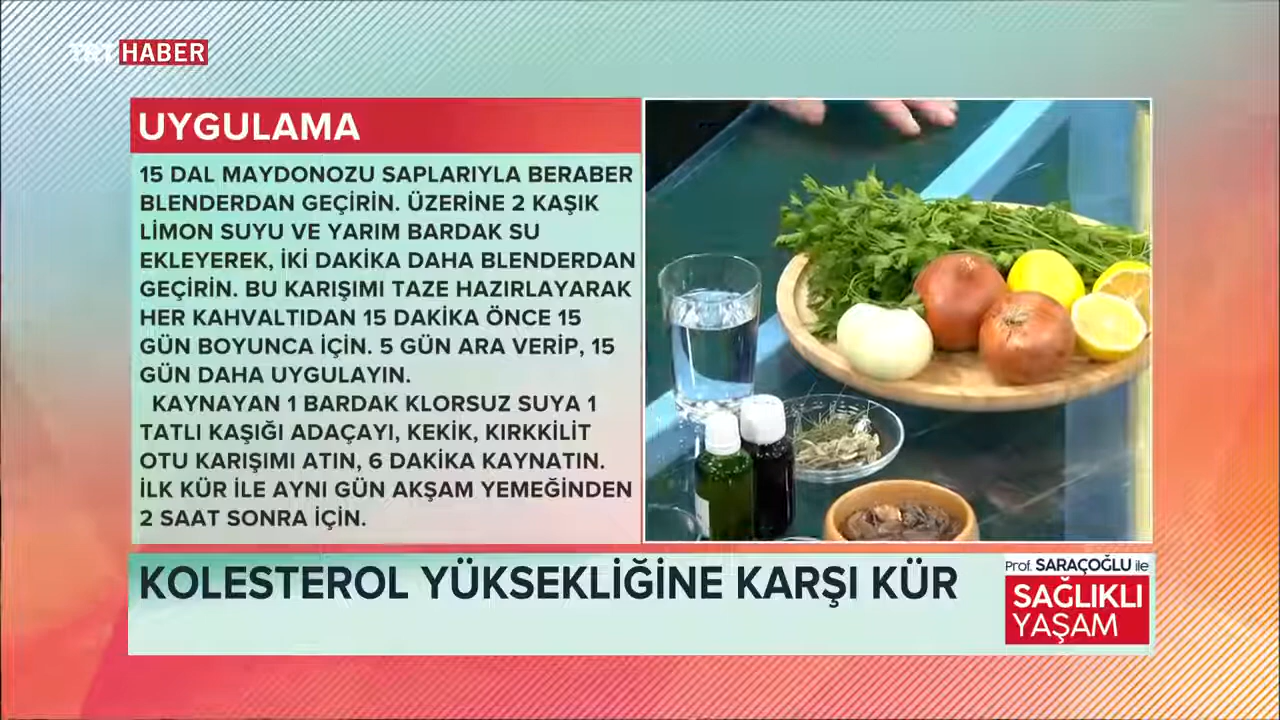 TRT HABER
UYGULAMA
15 DAL MAYDONOZU SAPLARIYLA BERABER
BLENDERDAN GEÇİRİN. ÜZERİNE 2 KAŞIK
LİMON SUYU VE YARIM BARDAK SU
EKLEYEREK, İKİ DAKİKA DAHA BLENDERDAN
GEÇİRİN. BU KARIŞIMI TAZE HAZIRLAYARAK
HER KAHVALTIDAN 15 DAKİKA ÖNCE 15
GÜN BOYUNCA İÇİN. 5 GÜN ARA VERİP, 15
GÜN DAHA UYGULAYIN.
KAYNAYAN 1 BARDAK KLORSUZ SUYA 1
TATLI KAŞIĞI ADAÇAYI, KEKİK, KIRKKİLİT
OTU KARIŞIMI ATIN, 6 DAKİKA KAYNATIN.
İLK KÜR İLE AYNI GÜN AKŞAM YEMEĞİNDEN
2 SAAT SONRA İÇİN.
KOLESTEROL YÜKSEKLİĞİNE KARŞI KÜR
Prof. SARAÇOĞLU ile
SAĞLIKLI
YAŞAM